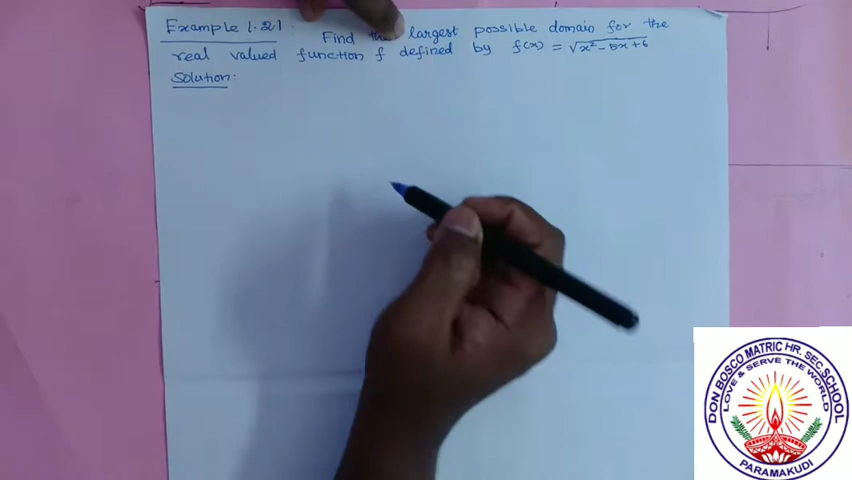 Example 1.21. Find the largest possible domain for the
real valued function f defined by f(x) = √x² - 5x + 6
Solution:
DON BOSCO MATRIC HR. SEC. SCHOOL
LOVE & SERVE THE WORLD
PARAMAKUDI